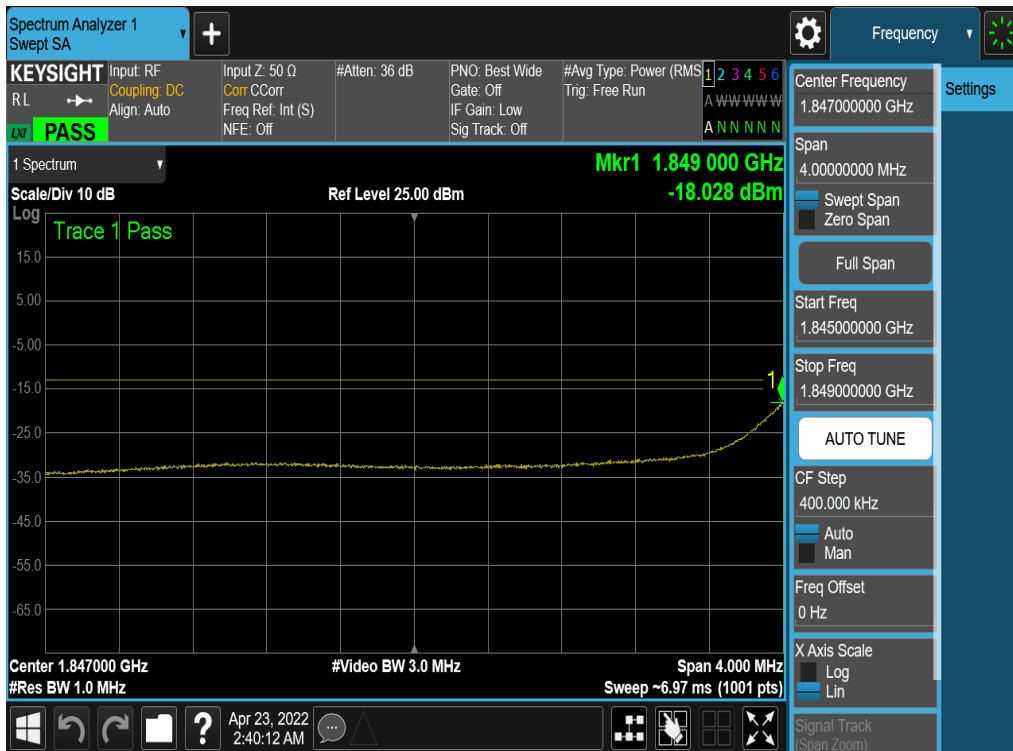 Spectrum Analyzer 1
Swept SA
+
Frequency
KEYSIGHT
R L
LXI
PASS
Input: RF
Coupling: DC
Align: Auto
Input Z: 50 Ω
Corr CCorr
Freq Ref: Int (S)
NFE: Off
#Atten: 36 dB
PNO: Best Wide
Gate: Off
IF Gain: Low
Sig Track: Off
#Avg Type: Power (RMS
Trig: Free Run
1 2 3 4 5 6
A W W W W W
A N N N N N
1 Spectrum
Mkr1 1.849 000 GHz
Scale/Div 10 dB
Ref Level 25.00 dBm
-18.028 dBm
Log
Trace 1 Pass
15.0
5.00
-5.00
-15.0
1
-25.0
-35.0
-45.0
-55.0
-65.0
Center 1.847000 GHz
#Video BW 3.0 MHz
Span 4.000 MHz
#Res BW 1.0 MHz
Sweep ~6.97 ms (1001 pts)
Center Frequency
1.847000000 GHz
Settings
Span
4.00000000 MHz
Swept Span
Zero Span
Full Span
Start Freq
1.845000000 GHz
Stop Freq
1.849000000 GHz
AUTO TUNE
CF Step
400.000 kHz
Auto
Man
Freq Offset
0 Hz
X Axis Scale
Log
Lin
Signal Track
(Span Zoom)
?
Apr 23, 2022
2:40:12 AM